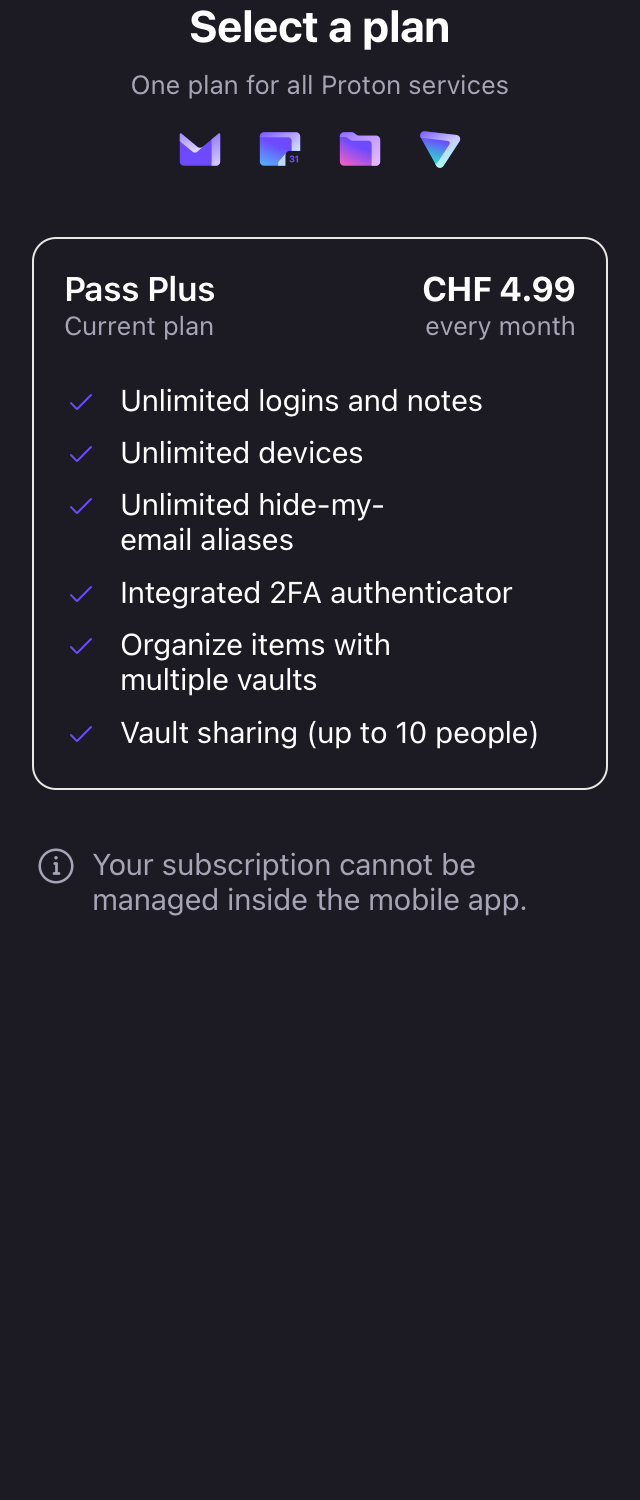 Select a plan
One plan for all Proton services
31
Pass Plus
CHF 4.99
Current plan
every month
Unlimited logins and notes
Unlimited devices
Unlimited hide-my-
email aliases
Integrated 2FA authenticator
Organize items with
multiple vaults
Vault sharing (up to 10 people)
Your subscription cannot be
managed inside the mobile app.